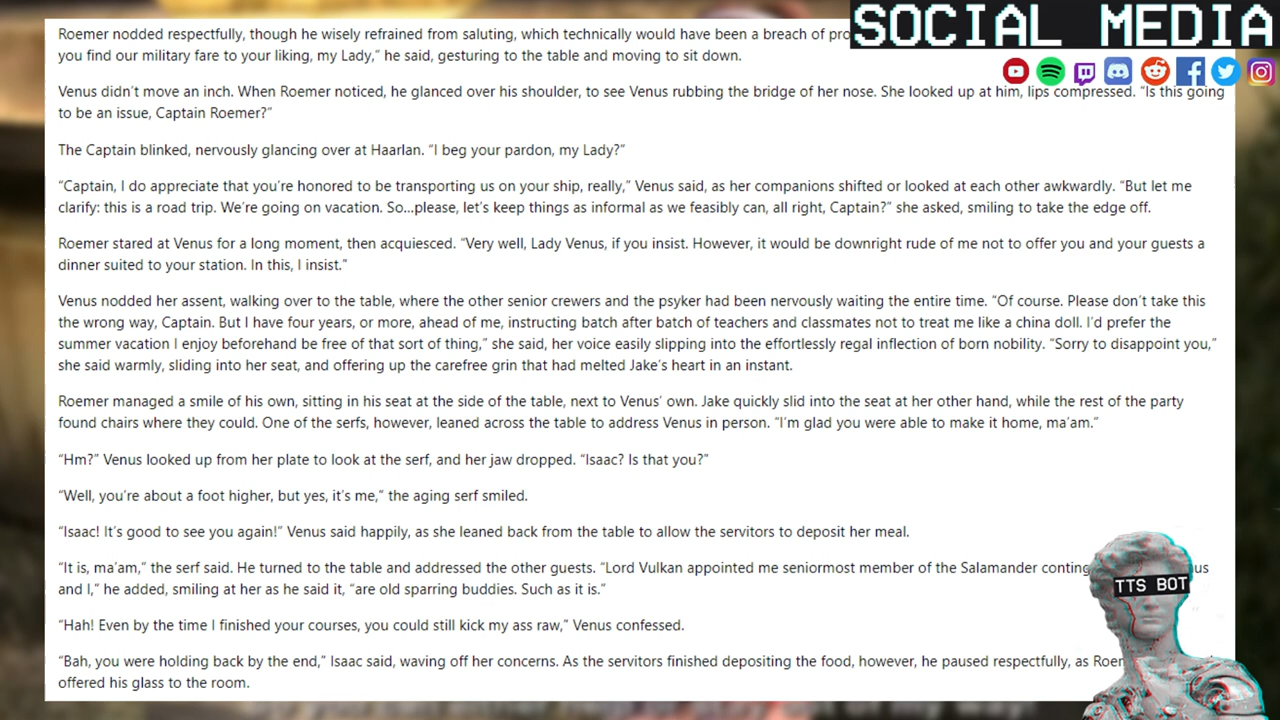 SOCIAL MEDIA
Roemer nodded respectfully, though he wisely refrained from saluting, which technically would have been a breach of
you find our military fare to your liking, my Lady,” he said, gesturing to the table and moving to sit down.
Venus didn’t move an inch. When Roemer noticed, he glanced over his shoulder, to see Venus rubbing the bridge of her nose. She looked up at him, lips compressed. “Is this going
to be an issue, Captain Roemer?”
The Captain blinked, nervously glancing over at Haarlan. “I beg your pardon, my Lady?”
“Captain, I do appreciate that you’re honored to be transporting us on your ship, really,” Venus said, as her companions shifted or looked at each other awkwardly. “But let me
clarify: this is a road trip. We’re going on vacation. So…please, let’s keep things as informal as we feasibly can, all right, Captain?” she asked, smiling to take the edge off.
Roemer stared at Venus for a long moment, then acquiesced. “Very well, Lady Venus, if you insist. However, it would be downright rude of me not to offer you and your guests a
dinner suited to your station. In this, I insist.”
Venus nodded her assent, walking over to the table, where the other senior crewers and the psyker had been nervously waiting the entire time. “Of course. Please don’t take this
the wrong way, Captain. But I have four years, or more, ahead of me, instructing batch after batch of teachers and classmates not to treat me like a china doll. I’d prefer the
summer vacation I enjoy beforehand be free of that sort of thing,” she said, her voice easily slipping into the effortlessly regal inflection of born nobility. “Sorry to disappoint you,”
she said warmly, sliding into her seat, and offering up the carefree grin that had melted Jake’s heart in an instant.
Roemer managed a smile of his own, sitting in his seat at the side of the table, next to Venus’ own. Jake quickly slid into the seat at her other hand, while the rest of the party
found chairs where they could. One of the serfs, however, leaned across the table to address Venus in person. “I’m glad you were able to make it home, ma’am.”
“Hm?” Venus looked up from her plate to look at the serf, and her jaw dropped. “Isaac? Is that you?”
“Well, you’re about a foot higher, but yes, it’s me,” the aging serf smiled.
“Isaac! It’s good to see you again!” Venus said happily, as she leaned back from the table to allow the servitors to deposit her meal.
“It is, ma’am,” the serf said. He turned to the table and addressed the other guests. “Lord Vulkan appointed me seniormost member of the Salamander
and I,” he added, smiling at her as he said it, “are old sparring buddies. Such as it is.”
“Hah! Even by the time I finished your courses, you could still kick my ass raw,” Venus confessed.
“Bah, you were holding back by the end,” Isaac said, waving off her concerns. As the servitors finished depositing the food, however, he paused respectfully, as
offered his glass to the room.
TTS BOT